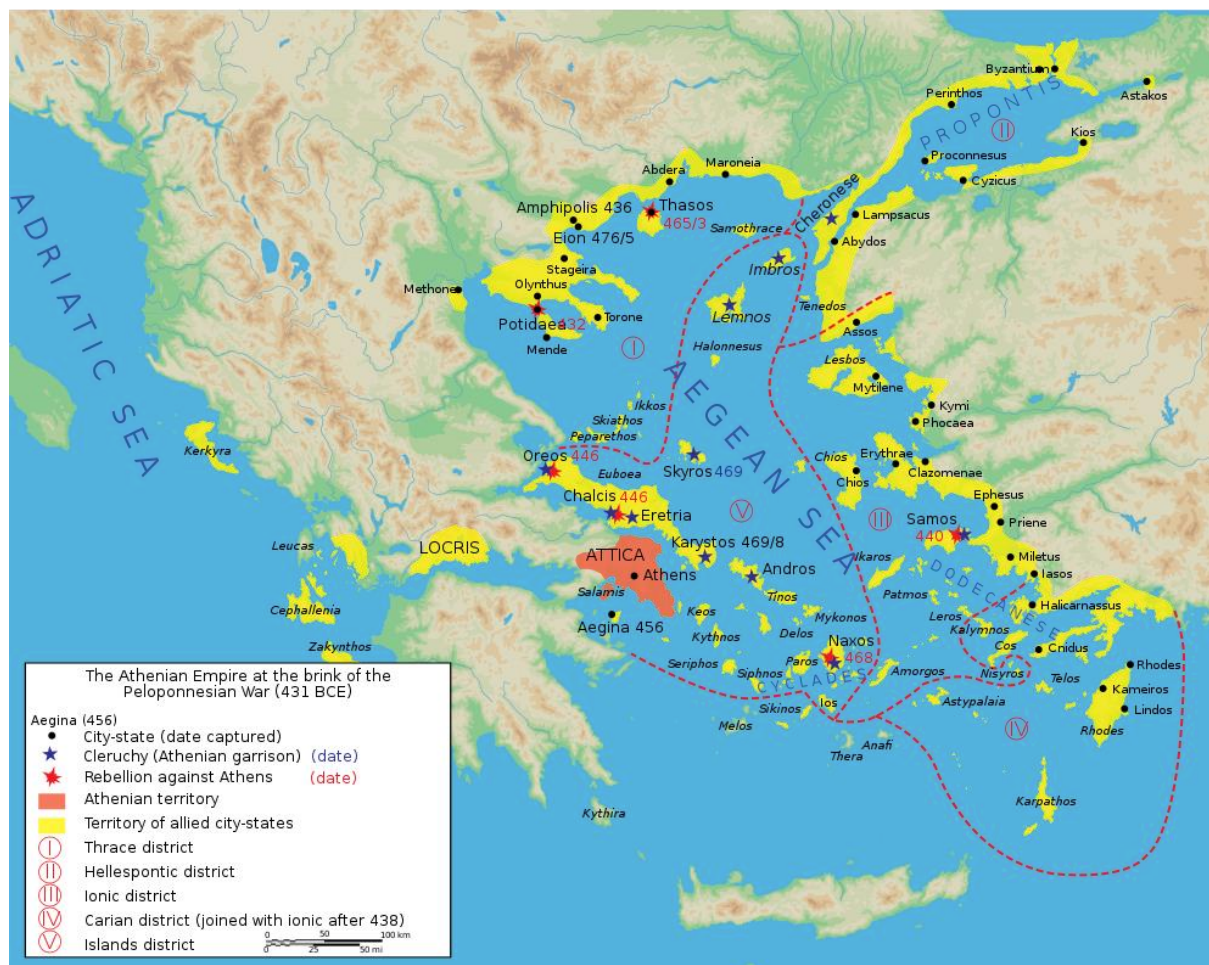 Byzantium
Astakos
Perinthos
PROPONTIS
II
Kios
Proconnesus
Cyzicus
Maroneia
Abdera
Thasos
465/3
Amphipolis 436
Eion 476/5
Samothrace
Cheronese
Lampsacus
Abydos
Imbros
Stageira
Methone
Olynthus
Potidaea 432
Torone
Mende
I
Lemnos
Tenedos
Assos
Halonnesus
Lesbos
Mytilene
ADRIATIC SEA
AEGEAN SEA
Kymi
Phocaea
Ikkos
Skiathos
Peparethos
Kerkyra
Oreos 446
Euboea
Skyros 469
Chios
Erythrae
Clazomenae
Chios
Chalcis 446
Eretria
V
III
Ephesus
Samos
440
Priene
Leucas
LOCRIS
ATTICA
Karystos 469/8
Athens
Andros
Ikaros
Miletus
DODECANESE
Iasos
Salamis
Tinos
Patmos
Cephallenia
Aegina 456
Keos
Mykonos
Leros
Halicarnassus
Kythnos
Delos
Kalymnos
Zakynthos
Naxos
468
Cos
Cnidus
Seriphos
Siphnos
Paros
CYCLADES
Amorgos
Nisyros
Telos
Rhodes
Kameiros
Ios
Astypalaia
Lindos
Sikinos
Melos
IV
Rhodes
Anafi
Thera
Karpathos
Kythira
The Athenian Empire at the brink of the
Peloponnesian War (431 BCE)
Aegina (456)
City-state (date captured)
Cleruchy (Athenian garrison) (date)
Rebellion against Athens (date)
Athenian territory
Territory of allied city-states
I Thrace district
II Hellespontic district
III Ionic district
IV Carian district (joined with ionic after 438)
V Islands district
0 50 100 km
0 25 50 mi